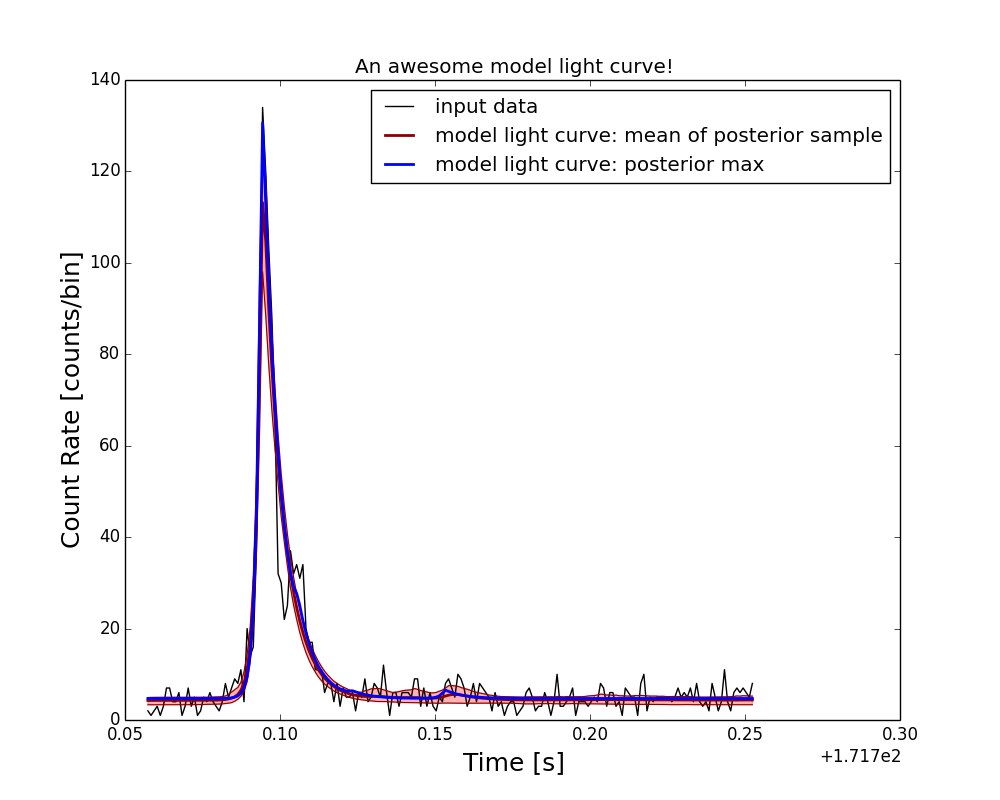 An awesome model light curve!
140
120
100
80
60
40
20
0
Count Rate [counts/bin]
input data
model light curve: mean of posterior sample
model light curve: posterior max
0.05 0.10 0.15 0.20 0.25 0.30
+1.717e2
Time [s]